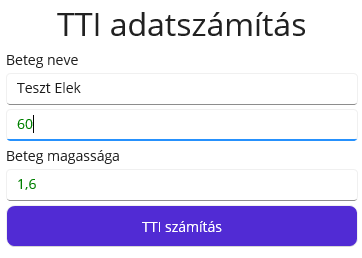 TTI adatszámítás
Beteg neve
Teszt Elek
60
Beteg magassága
1,6
TTI számítás